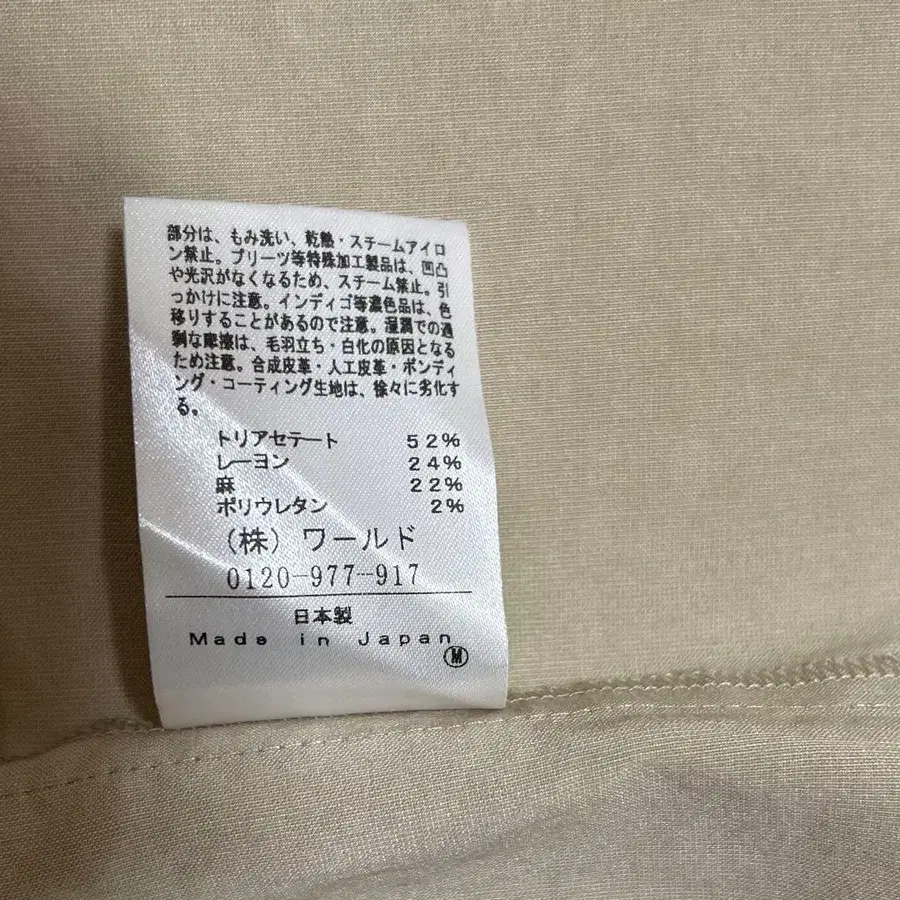 部分は、もみ洗い、乾熱・スチームアイロ
ン禁止。プリーツ等特殊加工製品は、凹凸
や光沢がなくなるため、スチーム禁止。引
っかけに注意。インディゴ等濃色品は、色
移りすることがあるので注意。湿潤での過
剰な摩擦は、毛羽立ち・白化の原因となる
ため注意。合成皮革・人工皮革・ボンディ
ング・コーティング生地は、徐々に劣化す
る。
トリアセテート 52%
レーヨン 24%
麻 22%
ポリウレタン 2%
(株)ワールド
0120-977-917
日本製
Made in Japan
Ⓜ